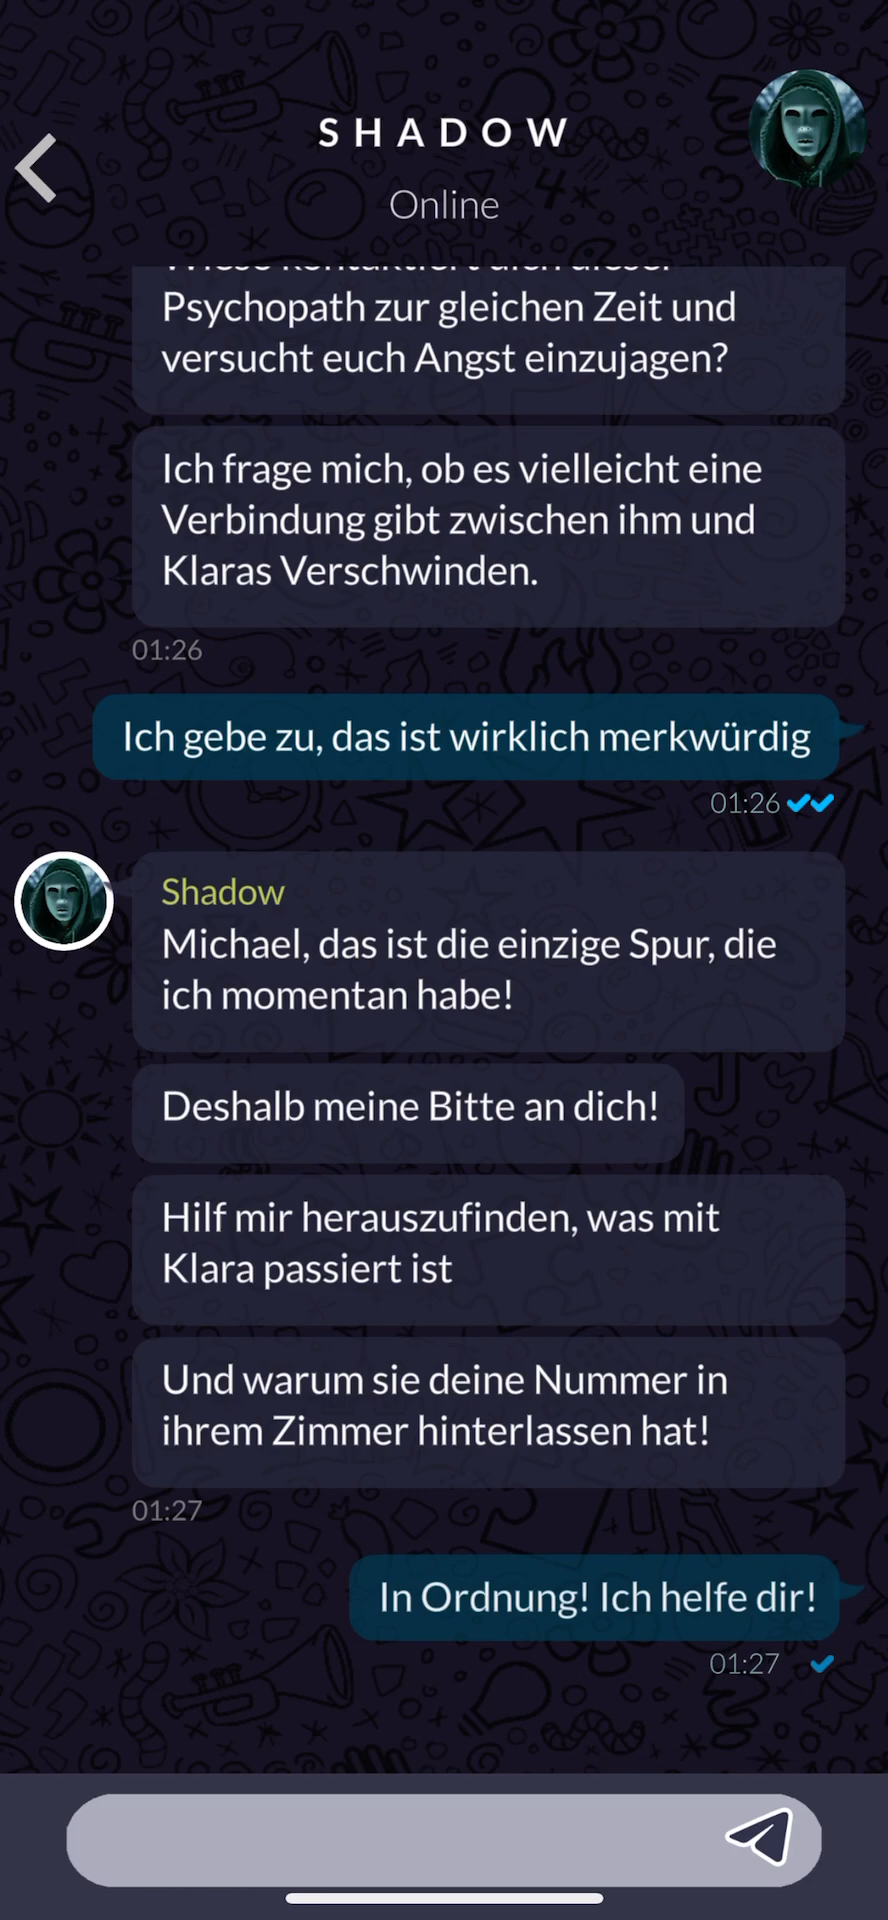 SHADOW
Online
Psychopath zur gleichen Zeit und
versucht euch Angst einzujagen?
Ich frage mich, ob es vielleicht eine
Verbindung gibt zwischen ihm und
Klaras Verschwinden.
01:26
Ich gebe zu, das ist wirklich merkwürdig
01:26
Shadow
Michael, das ist die einzige Spur, die
ich momentan habe!
Deshalb meine Bitte an dich!
Hilf mir herauszufinden, was mit
Klara passiert ist
Und warum sie deine Nummer in
ihrem Zimmer hinterlassen hat!
01:27
In Ordnung! Ich helfe dir!
01:27